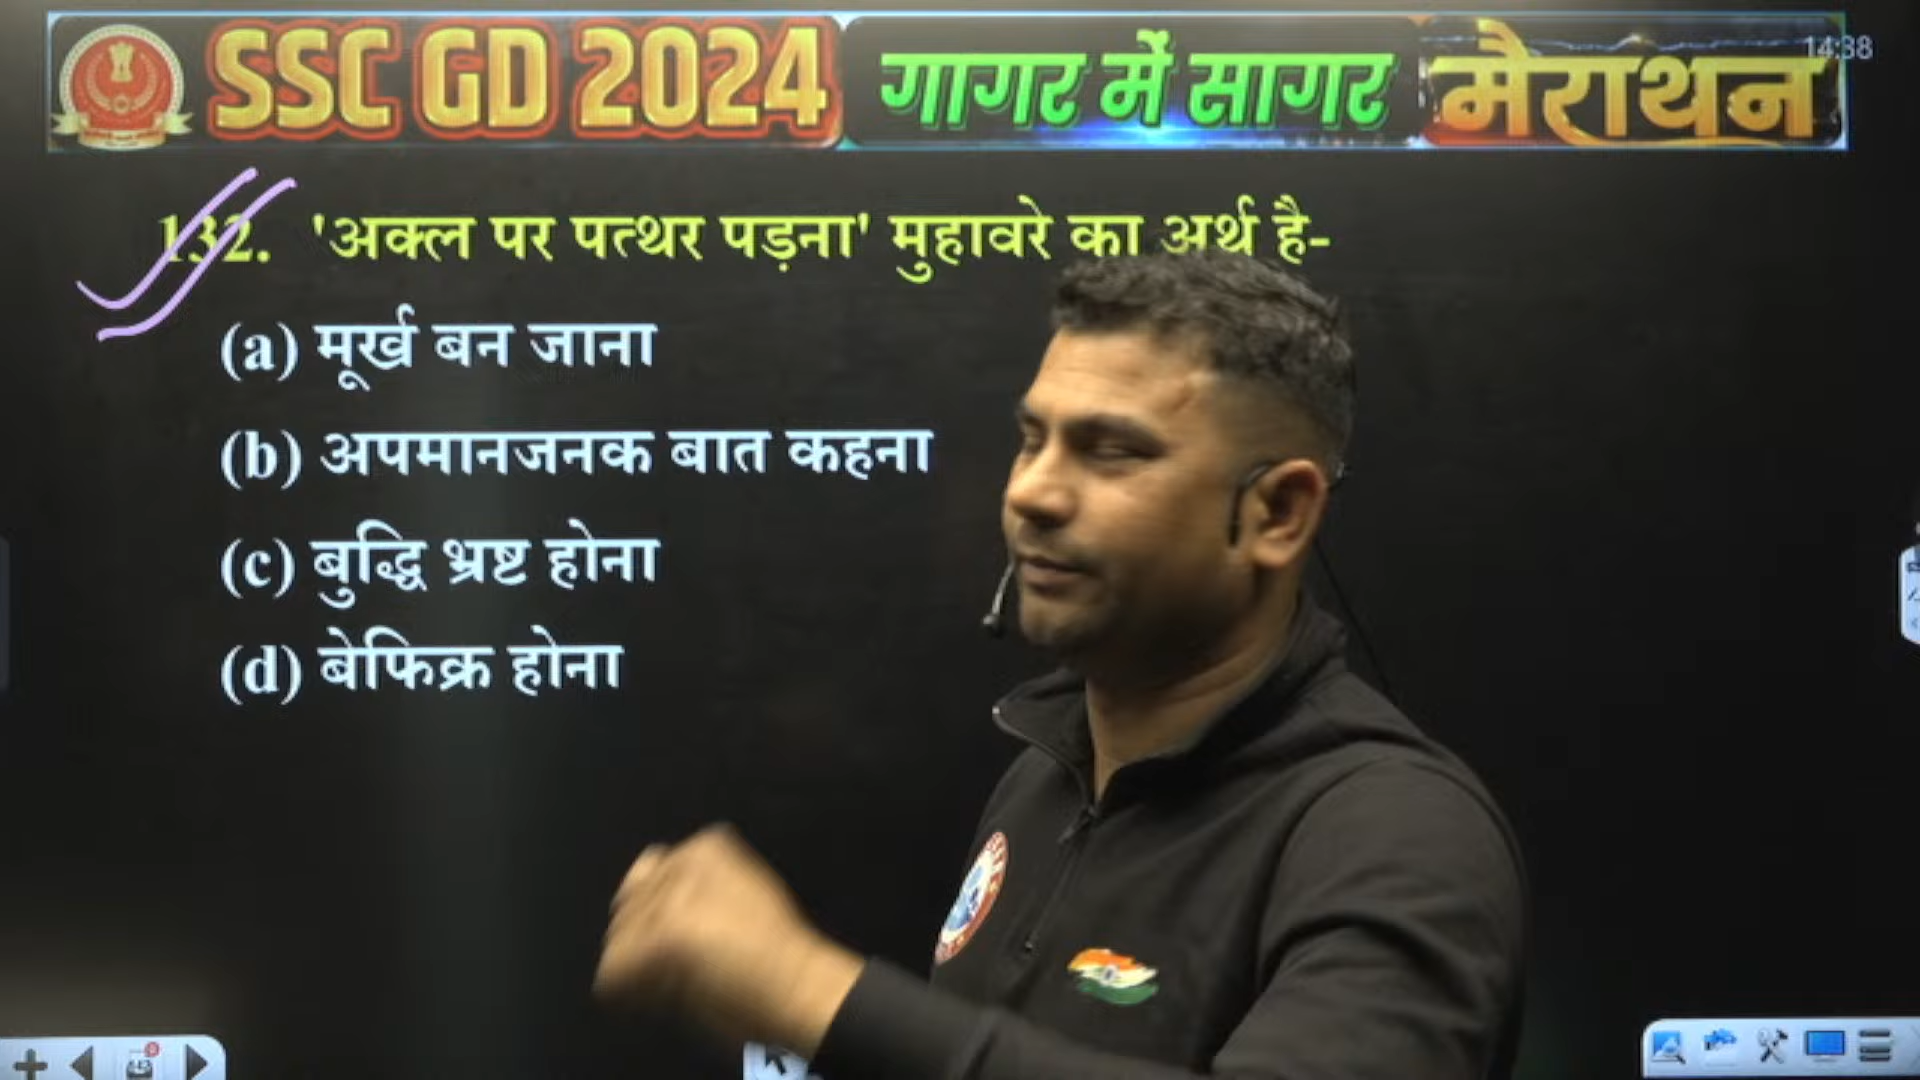 SSC GD 2024 गागर में सागर मैराथन
14:38
132. 'अक्ल पर पत्थर पड़ना' मुहावरे का अर्थ है-
(a) मूर्ख बन जाना
(b) अपमानजनक बात कहना
(c) बुद्धि भ्रष्ट होना
(d) बेफिक्र होना